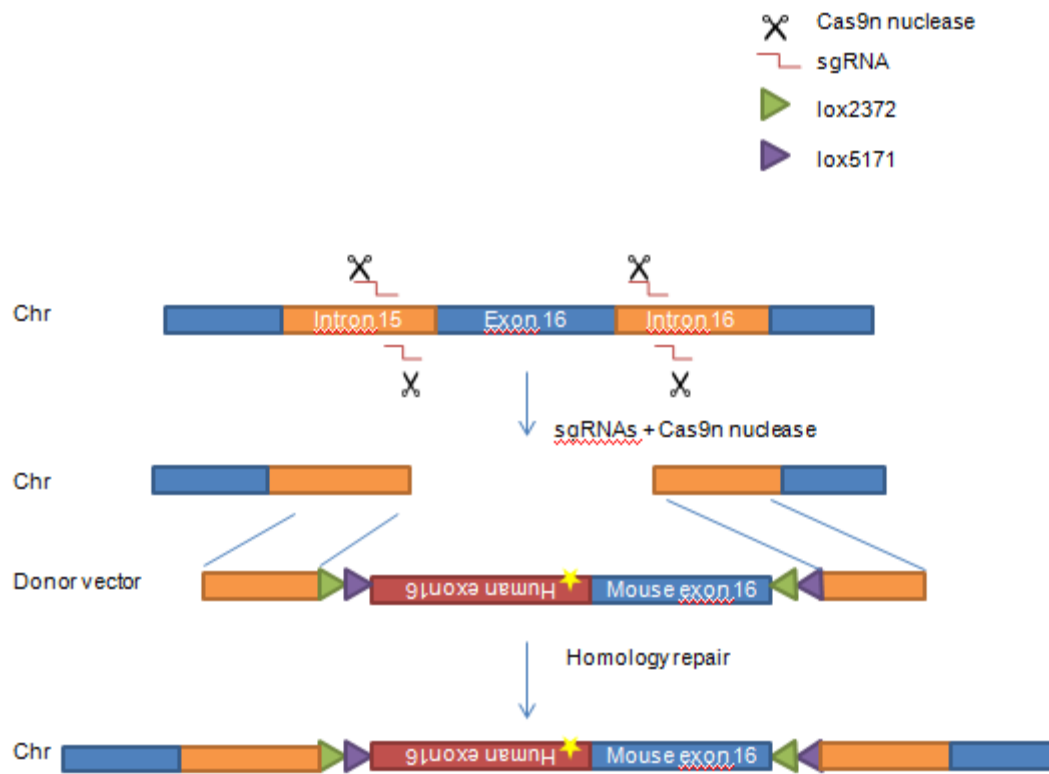 Cas9n nuclease
sgRNA
lox2372
lox5171
Chr
Intron 15 Exon 16 Intron 16
sgRNAs + Cas9n nuclease
Chr
Donor vector
Human exon16 Mouse exon 16
Homology repair
Chr
Human exon16 Mouse exon 16